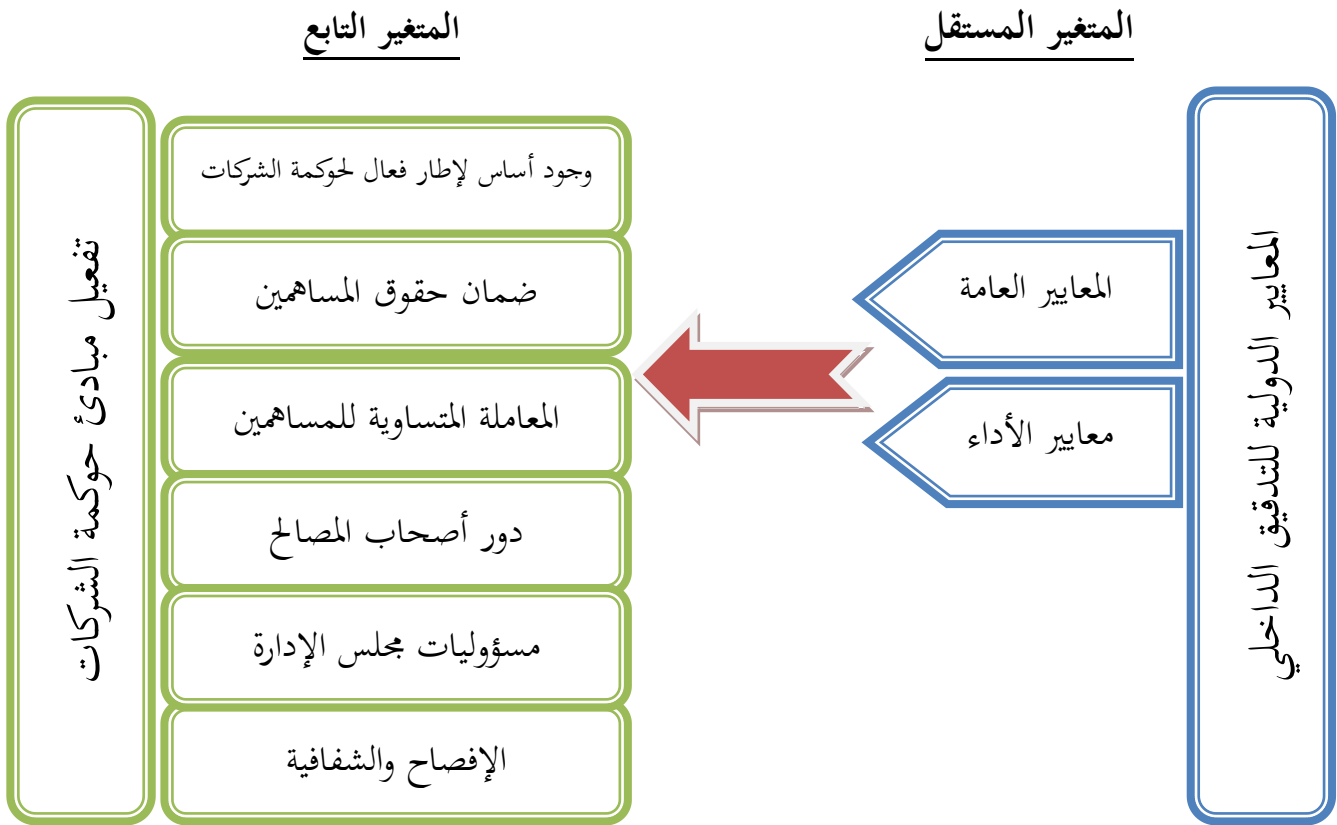 المتغير المستقل
المتغير التابع
المعايير الدولية للتدقيق الداخلي
المعايير العامة
معايير الأداء
وجود أساس لإطار فعال لحوكمة الشركات
ضمان حقوق المساهمين
المعاملة المتساوية للمساهمين
دور أصحاب المصالح
مسؤوليات مجلس الإدارة
الإفصاح والشفافية
تفعيل مبادئ حوكمة الشركات